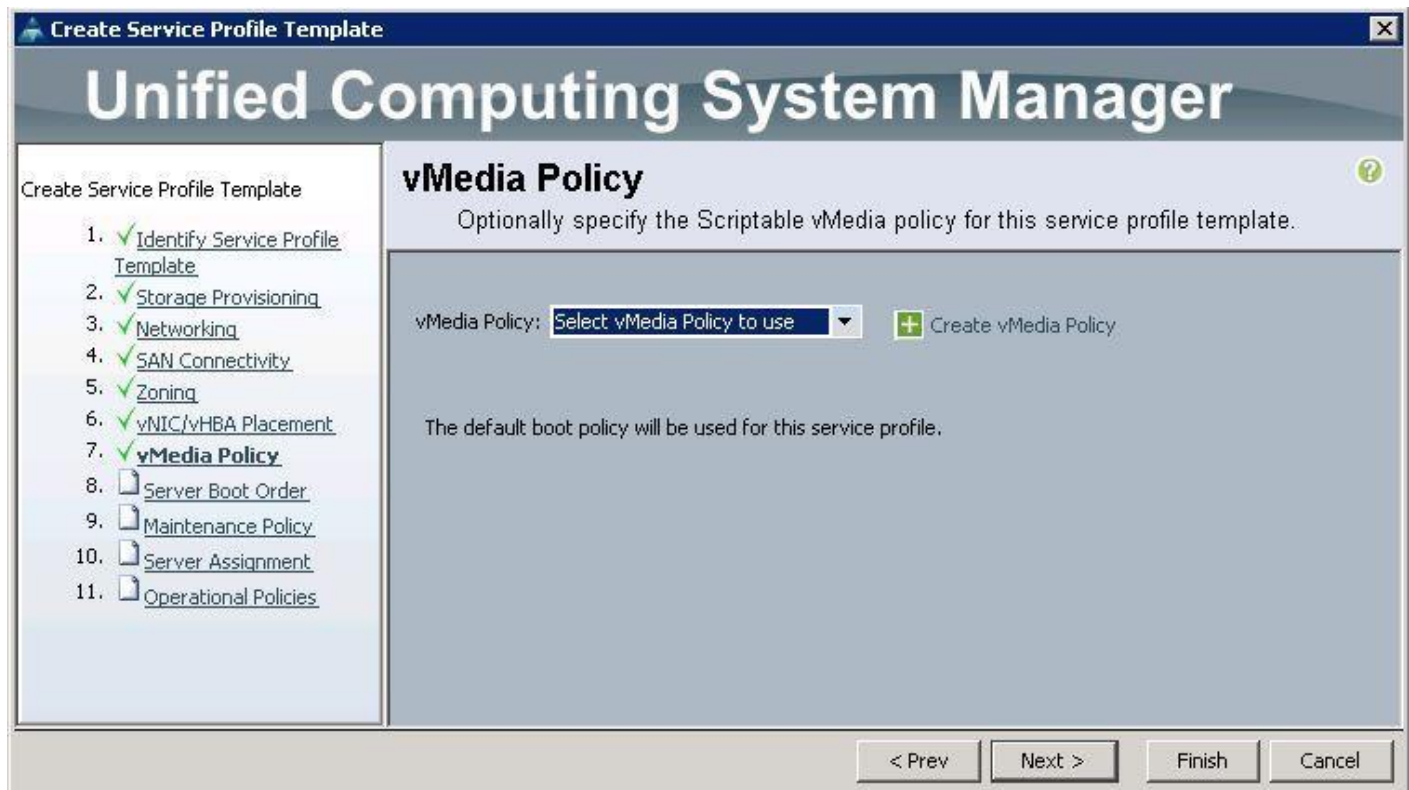 Create Service Profile Template
Unified Computing System Manager
Create Service Profile Template
1. Identify Service Profile
Template
2. Storage Provisioning
3. Networking
4. SAN Connectivity
5. Zoning
6. vNIC/vHBA Placement
7. vMedia Policy
8. Server Boot Order
9. Maintenance Policy
10. Server Assignment
11. Operational Policies
vMedia Policy
Optionally specify the Scriptable vMedia policy for this service profile template.
vMedia Policy: Select vMedia Policy to use Create vMedia Policy
The default boot policy will be used for this service profile.
< Prev Next > Finish Cancel